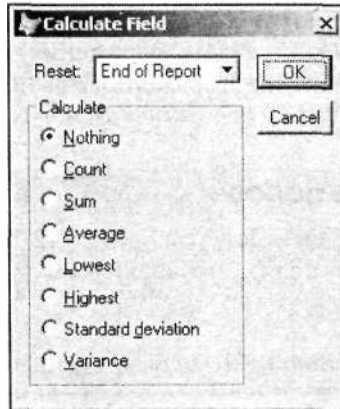 Calculate Field
Reset: End of Report OK
Calculate Cancel
Nothing
Count
Sum
Average
Lowest
Highest
Standard deviation
Variance